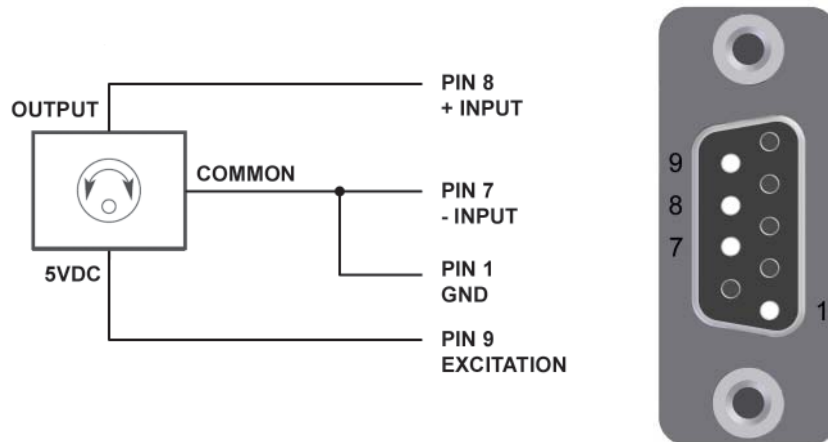 PIN 8
+ INPUT
OUTPUT
COMMON
PIN 7
- INPUT
5VDC
PIN 1
GND
PIN 9
EXCITATION
9
8
7
1